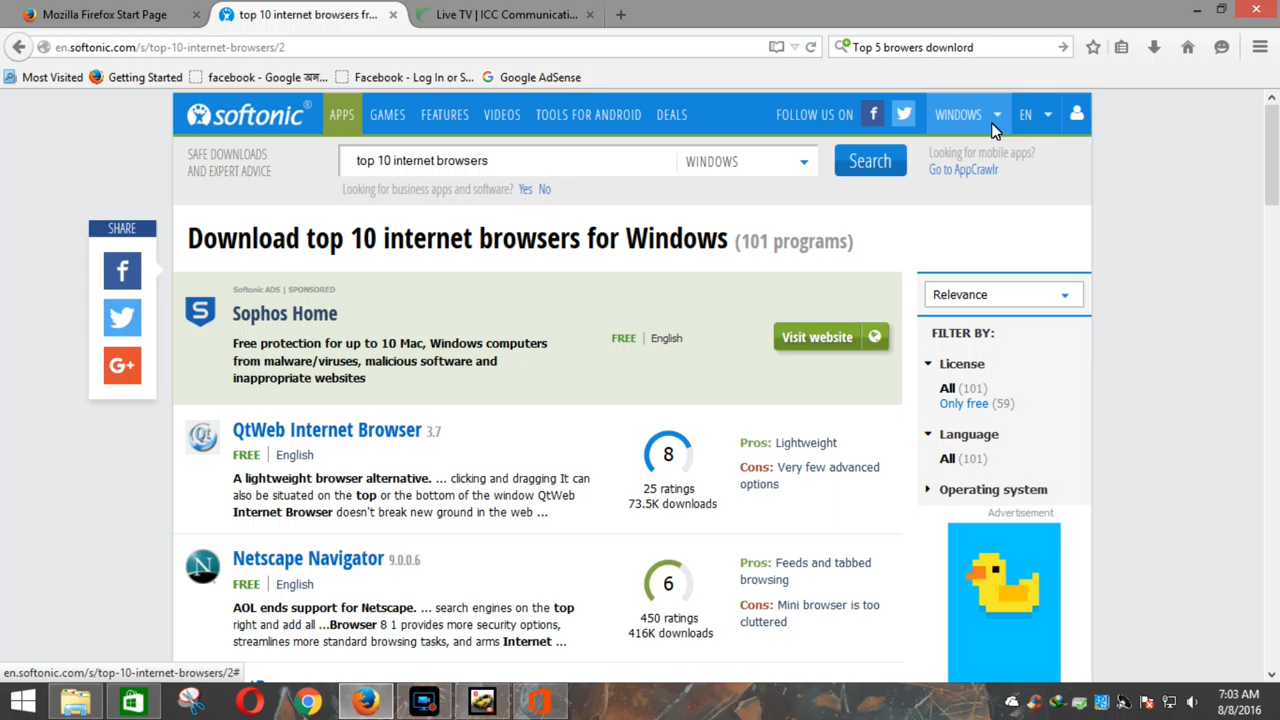 Mozilla Firefox Start Page
top 10 internet browsers fr...
Live TV | ICC Communicati...
en.softonic.com/s/top-10-internet-browsers/2
Top 5 browers downlord
Most Visited
Getting Started
facebook - Google অনু...
Facebook - Log In or S...
Google AdSense
softonic
APPS
GAMES
FEATURES
VIDEOS
TOOLS FOR ANDROID
DEALS
FOLLOW US ON
WINDOWS
EN
SAFE DOWNLOADS
AND EXPERT ADVICE
top 10 internet browsers
WINDOWS
Search
Looking for mobile apps?
Go to AppCrawlr
Looking for business apps and software? Yes No
SHARE
Download top 10 internet browsers for Windows (101 programs)
Softonic ADS | SPONSORED
Sophos Home
Free protection for up to 10 Mac, Windows computers
from malware/viruses, malicious software and
inappropriate websites
FREE | English
Visit website
Relevance
FILTER BY:
License
All (101)
Only free (59)
Language
All (101)
Operating system
Advertisement
QtWeb Internet Browser 3.7
FREE | English
A lightweight browser alternative. ... clicking and dragging It can
also be situated on the top or the bottom of the window QtWeb
Internet Browser doesn't break new ground in the web ...
8
25 ratings
73.5K downloads
Pros: Lightweight
Cons: Very few advanced
options
Netscape Navigator 9.0.0.6
FREE | English
AOL ends support for Netscape. ... search engines on the top
right and add all ...Browser 8 1 provides more security options,
streamlines more standard browsing tasks, and arms Internet ...
6
450 ratings
416K downloads
Pros: Feeds and tabbed
browsing
Cons: Mini browser is too
cluttered
en.softonic.com/s/top-10-internet-browsers/2#
7:03 AM
8/8/2016